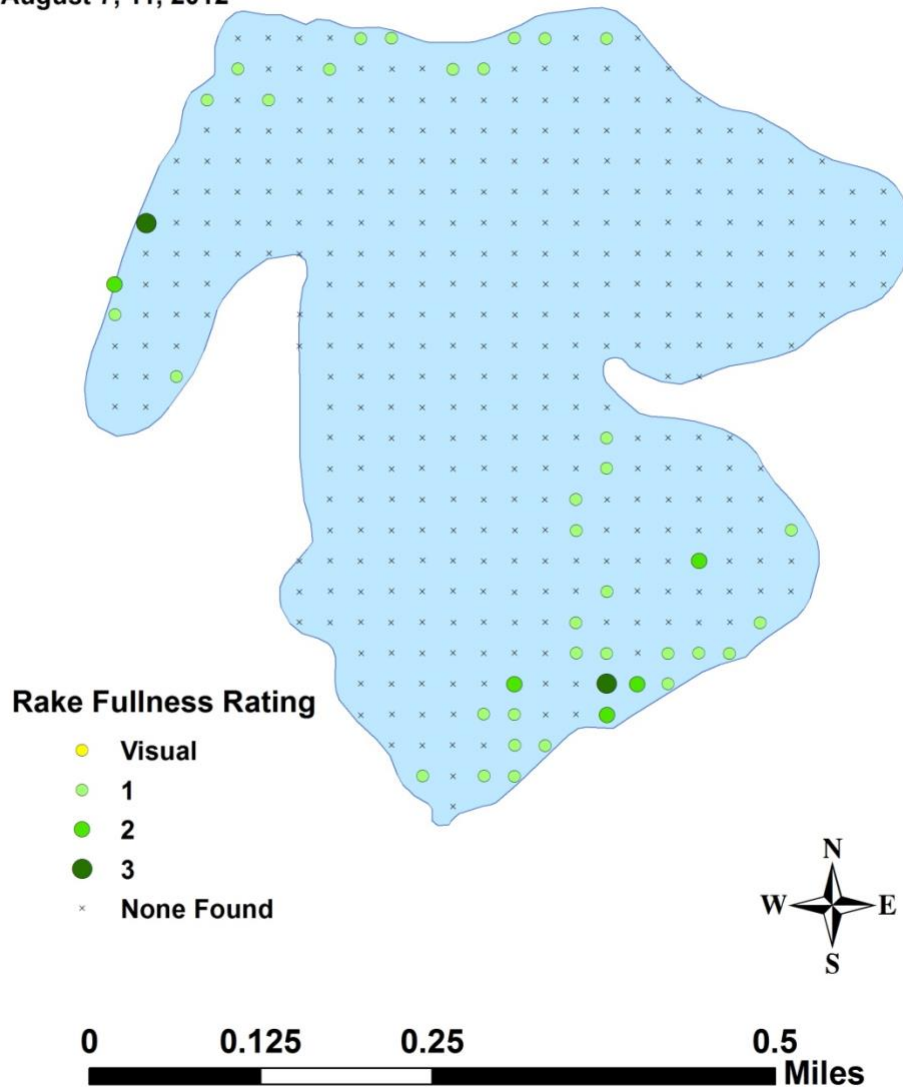 August 7, 11, 2012
Rake Fullness Rating
Visual
1
2
3
None Found
N
W E
S
0 0.125 0.25 0.5
Miles